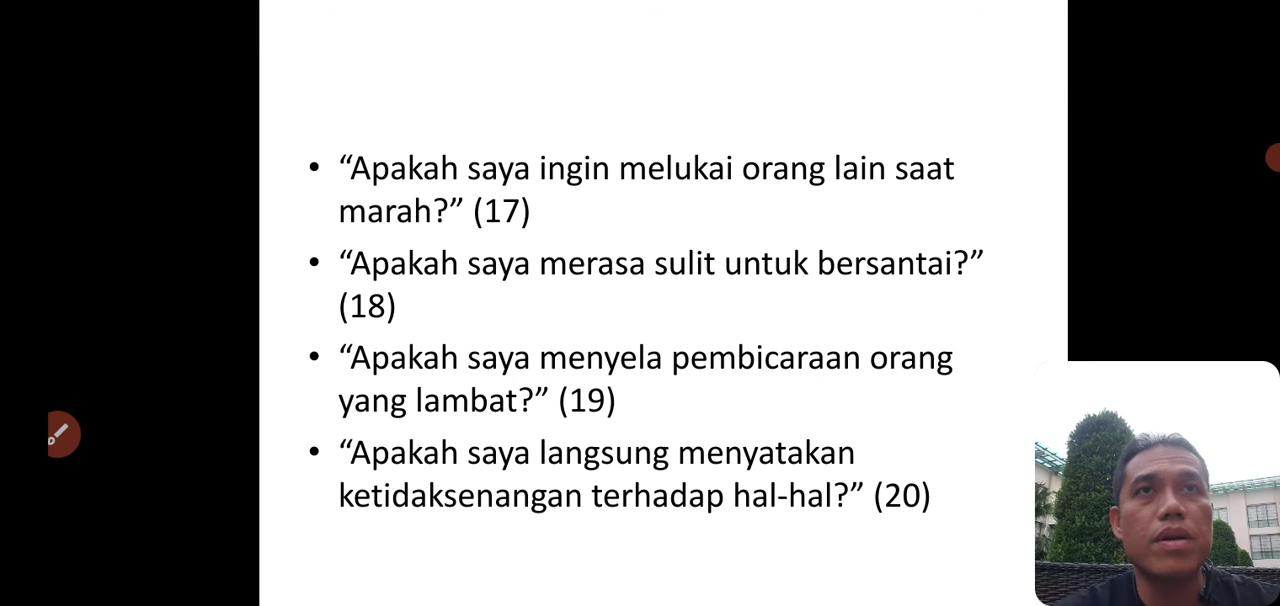 • “Apakah saya ingin melukai orang lain saat
marah?” (17)
• “Apakah saya merasa sulit untuk bersantai?”
(18)
• “Apakah saya menyela pembicaraan orang
yang lambat?” (19)
• “Apakah saya langsung menyatakan
ketidaksenangan terhadap hal-hal?” (20)